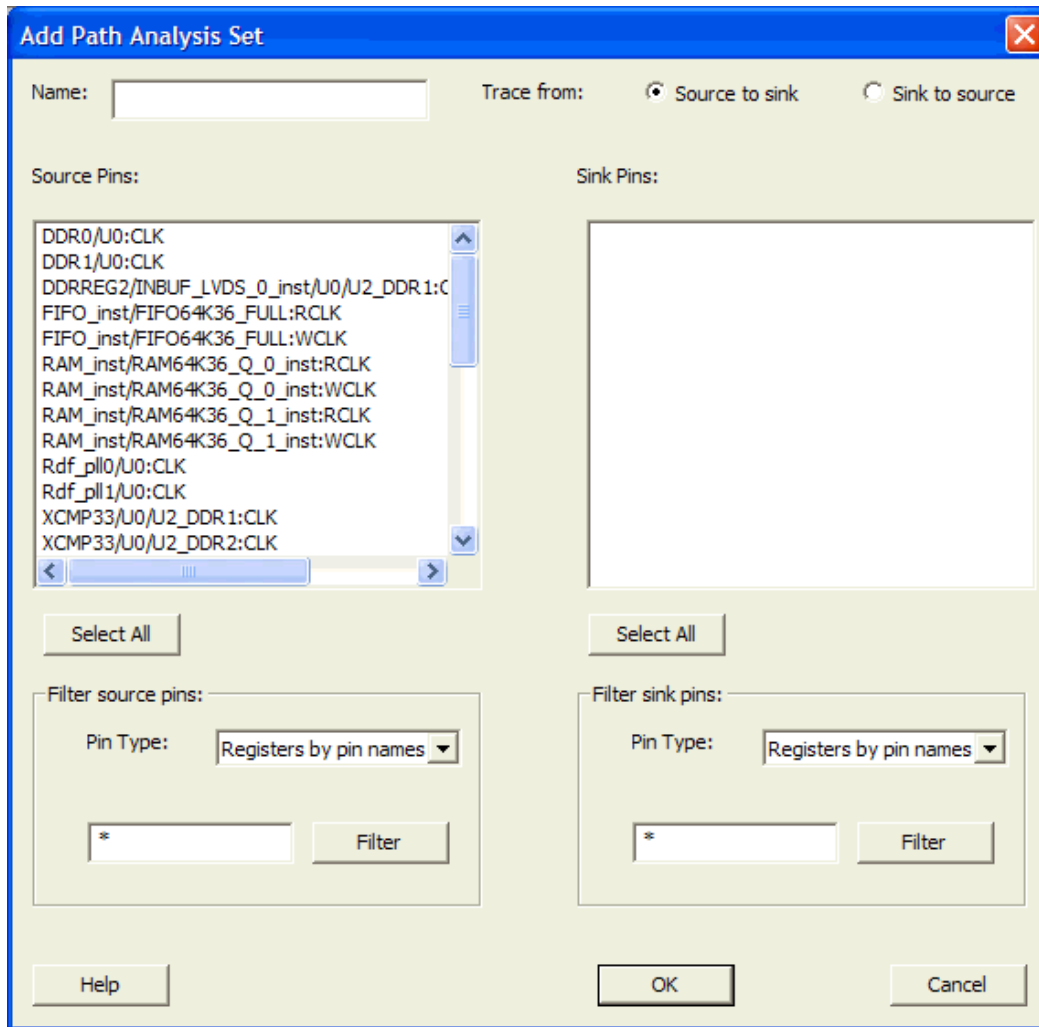 Add Path Analysis Set
Name: Trace from: Source to sink Sink to source
Source Pins: Sink Pins:
DDR0/U0:CLK
DDR1/U0:CLK
DDRREG2/INBUF_LVDS_0_inst/U0/U2_DDR1:C
FIFO_inst/FIFO64K36_FULL:RCLK
FIFO_inst/FIFO64K36_FULL:WCLK
RAM_inst/RAM64K36_Q_0_inst:RCLK
RAM_inst/RAM64K36_Q_0_inst:WCLK
RAM_inst/RAM64K36_Q_1_inst:RCLK
RAM_inst/RAM64K36_Q_1_inst:WCLK
Rdf_pll0/U0:CLK
Rdf_pll1/U0:CLK
XCMP33/U0/U2_DDR1:CLK
XCMP33/U0/U2_DDR2:CLK
Select All Select All
Filter source pins: Filter sink pins:
Pin Type: Registers by pin names Pin Type: Registers by pin names
* Filter * Filter
Help OK Cancel